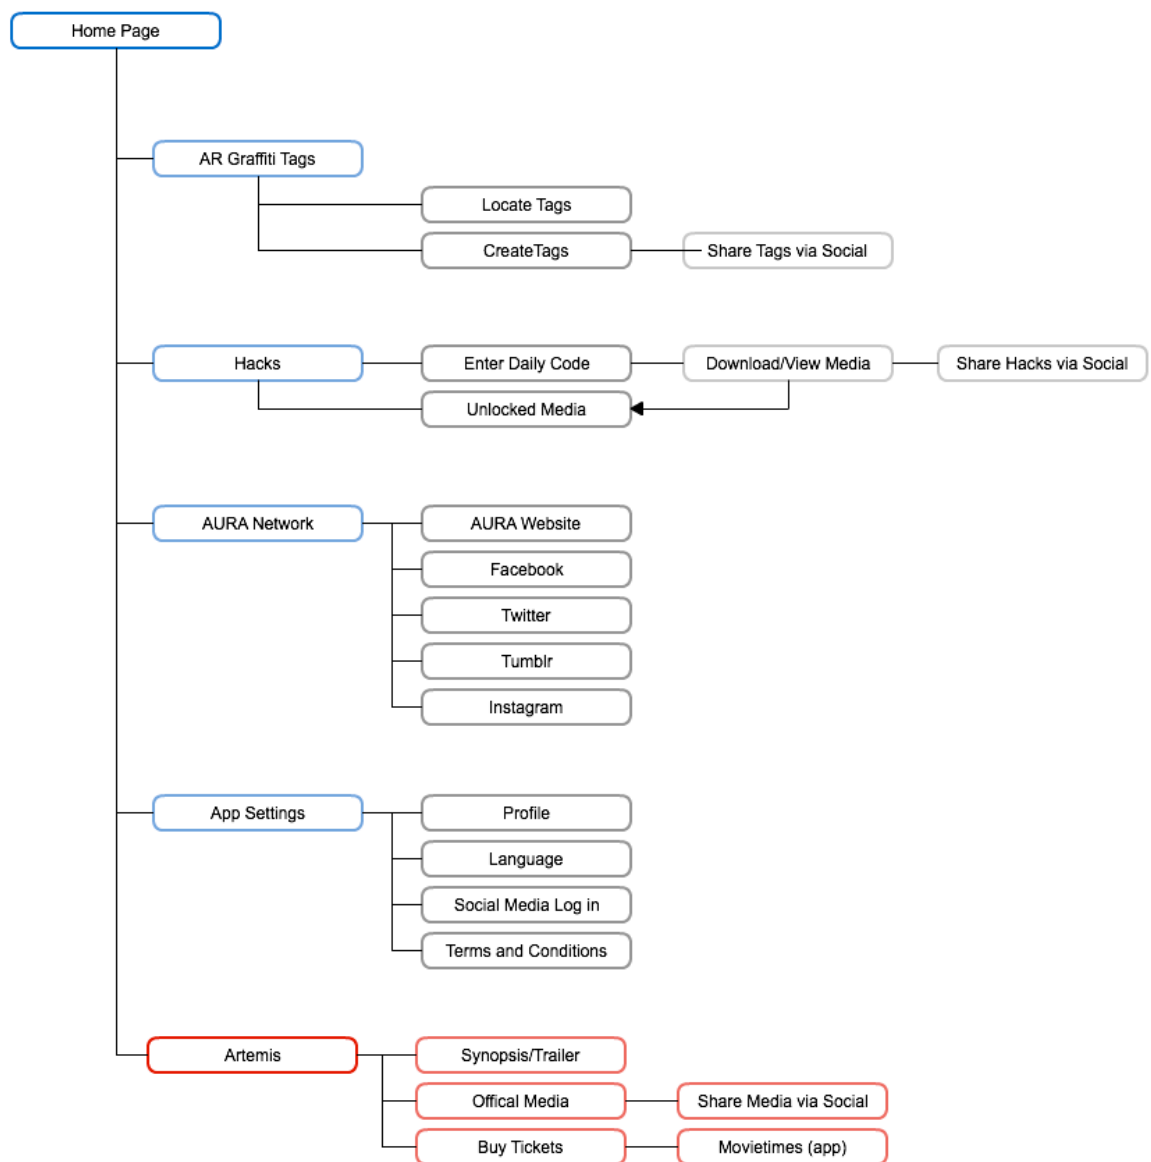 Home Page
AR Graffiti Tags
Locate Tags
CreateTags
Share Tags via Social
Hacks
Enter Daily Code
Download/View Media
Share Hacks via Social
Unlocked Media
AURA Network
AURA Website
Facebook
Twitter
Tumblr
Instagram
App Settings
Profile
Language
Social Media Log in
Terms and Conditions
Artemis
Synopsis/Trailer
Offical Media
Share Media via Social
Buy Tickets
Movietimes (app)